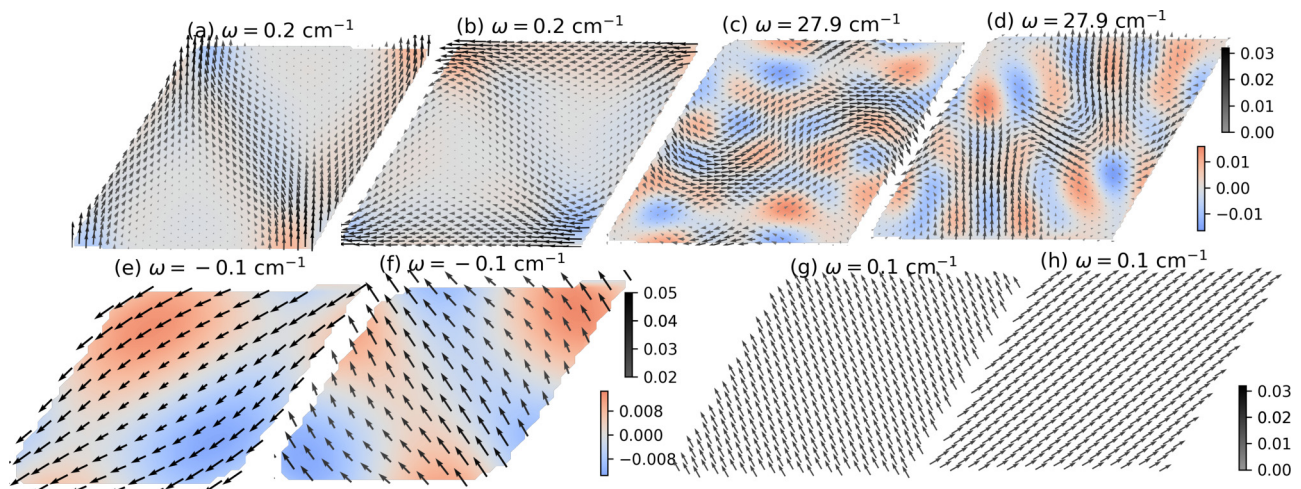 (a) ω = 0.2 cm⁻¹
(b) ω = 0.2 cm⁻¹
(c) ω = 27.9 cm⁻¹
(d) ω = 27.9 cm⁻¹
0.03
0.02
0.01
0.00
0.01
0.00
−0.01
(e) ω = − 0.1 cm⁻¹
(f) ω = − 0.1 cm⁻¹
(g) ω = 0.1 cm⁻¹
(h) ω = 0.1 cm⁻¹
0.05
0.04
0.03
0.02
0.008
0.000
−0.008
0.03
0.02
0.01
0.00